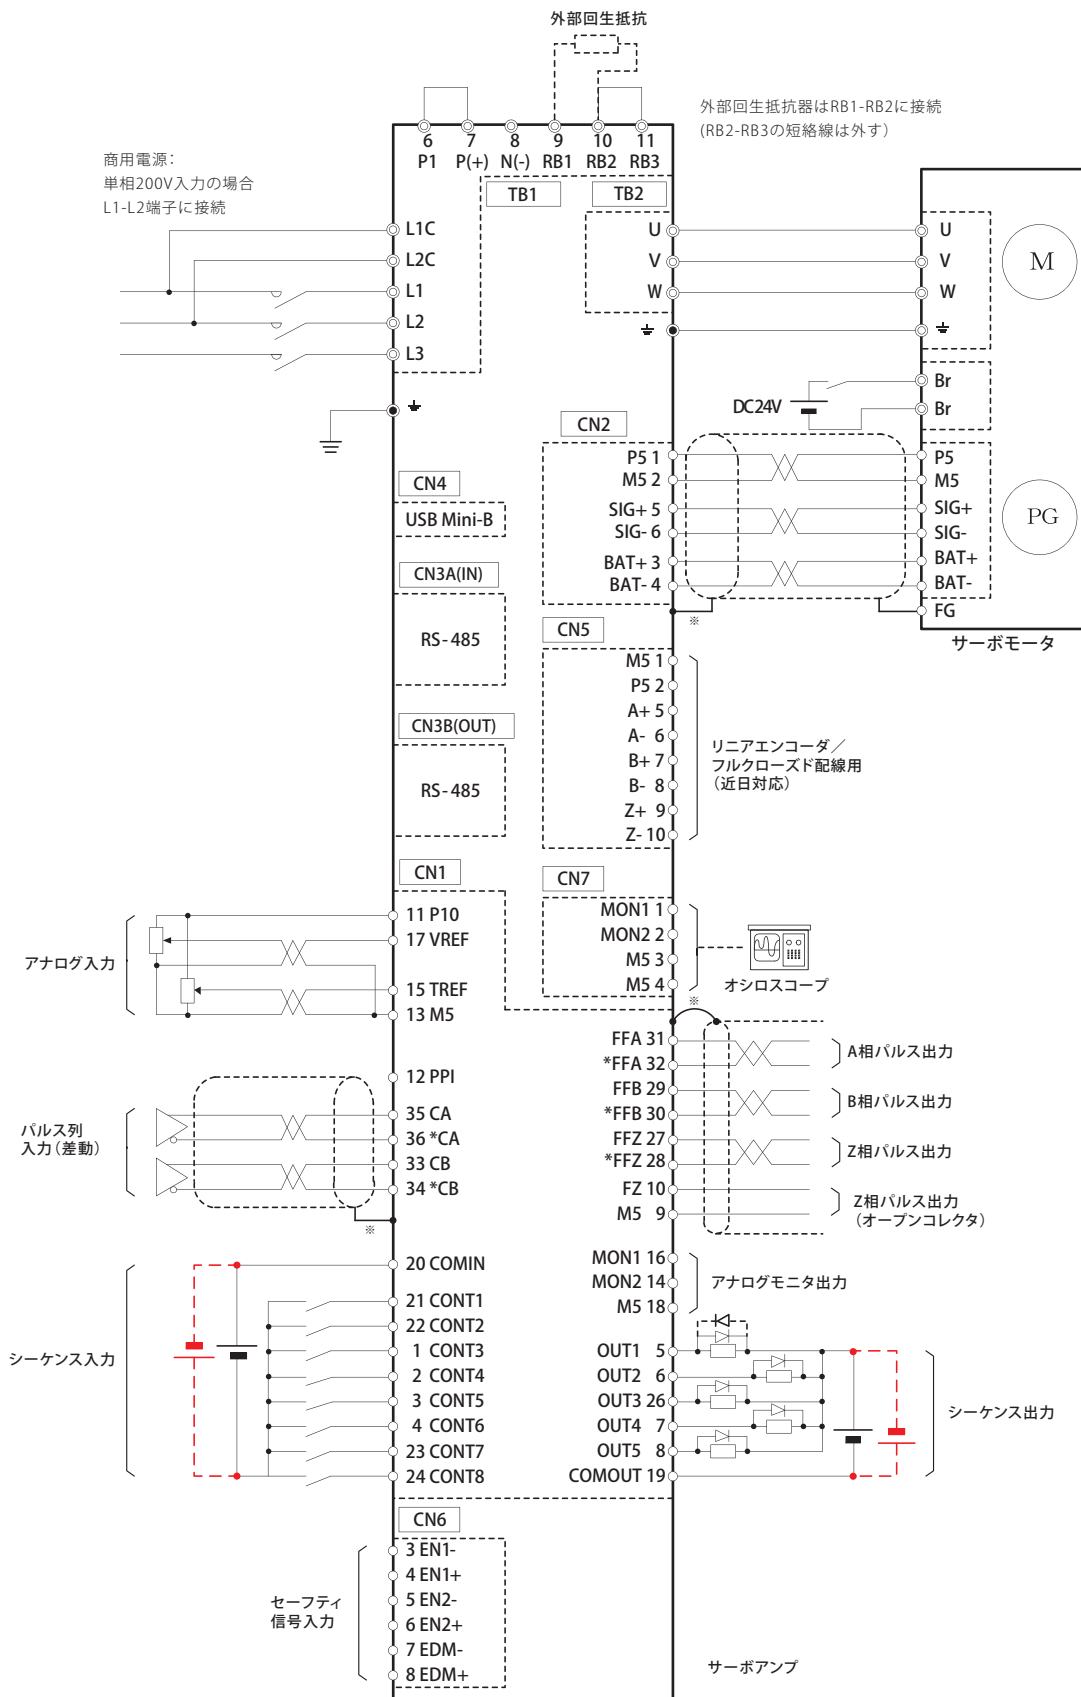 外部回生抵抗
外部回生抵抗器はRB1-RB2に接続
(RB2-RB3の短絡線は外す）
6 7 8 9 10 11
P1 P(+) N(-) RB1 RB2 RB3
商用電源：
単相200V入力の場合
L1-L2端子に接続
TB1
TB2
L1C
L2C
L1
L2
L3
U
V
W
U
V
W
M
DC24V
Br
Br
CN2
P5 1
M5 2
SIG+ 5
SIG- 6
BAT+ 3
BAT- 4
※
P5
M5
SIG+
SIG-
BAT+
BAT-
FG
PG
サーボモータ
CN4
USB Mini-B
CN3A(IN)
RS-485
CN3B(OUT)
RS-485
CN5
M5 1
P5 2
A+ 5
A- 6
B+ 7
B- 8
Z+ 9
Z- 10
リニアエンコーダ／
フルクローズド配線用
（近日対応）
CN1
アナログ入力
11 P10
17 VREF
15 TREF
13 M5
CN7
MON1 1
MON2 2
M5 3
M5 4
オシロスコープ
※
12 PPI
パルス列
入力（差動）
35 CA
36 *CA
33 CB
34 *CB
※
FFA 31
*FFA 32
FFB 29
*FFB 30
FFZ 27
*FFZ 28
FZ 10
M5 9
A相パルス出力
B相パルス出力
Z相パルス出力
Z相パルス出力
（オープンコレクタ）
MON1 16
MON2 14
M5 18
アナログモニタ出力
シーケンス入力
20 COMIN
21 CONT1
22 CONT2
1 CONT3
2 CONT4
3 CONT5
4 CONT6
23 CONT7
24 CONT8
OUT1 5
OUT2 6
OUT3 26
OUT4 7
OUT5 8
COMOUT 19
シーケンス出力
CN6
セーフティ
信号入力
3 EN1-
4 EN1+
5 EN2-
6 EN2+
7 EDM-
8 EDM+
サーボアンプ